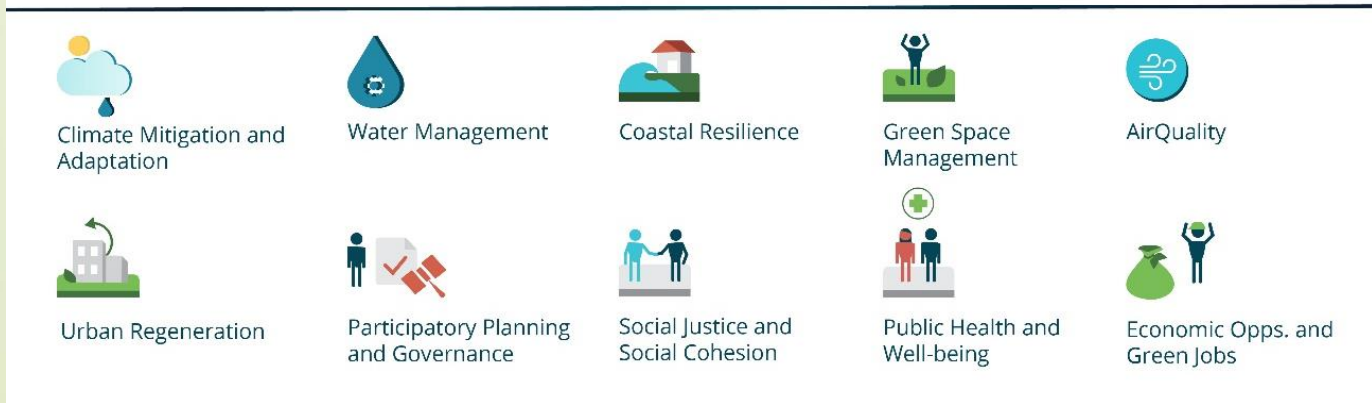 Climate Mitigation and
Adaptation
Water Management
Coastal Resilience
Green Space
Management
AirQuality
Urban Regeneration
Participatory Planning
and Governance
Social Justice and
Social Cohesion
Public Health and
Well-being
Economic Opps. and
Green Jobs